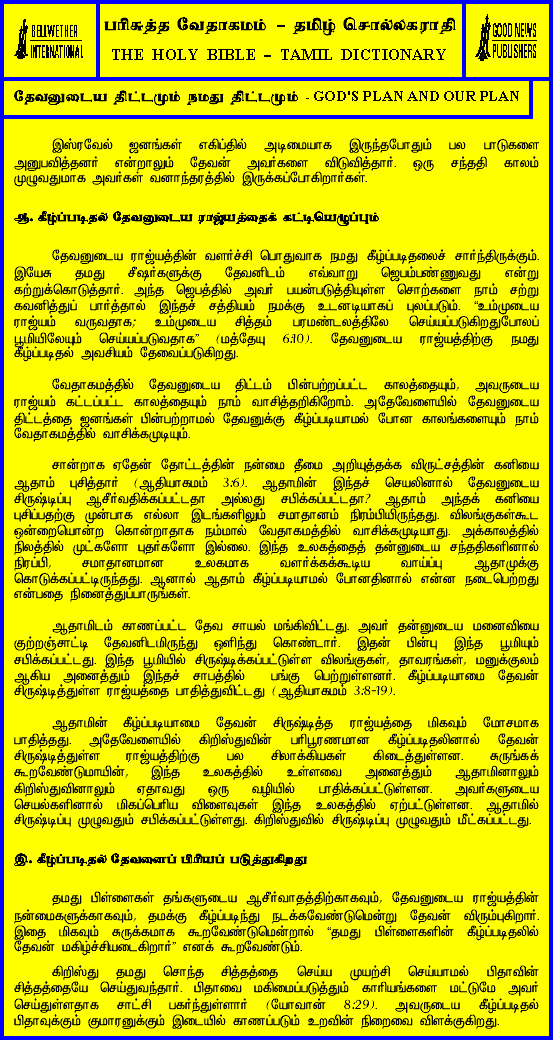 BELLWETHER
INTERNATIONAL
பரிசுத்த வேதாகமம் – தமிழ் சொல்லகராதி
THE HOLY BIBLE – TAMIL DICTIONARY
GOOD NEWS
PUBLISHERS
தேவனுடைய திட்டமும் நமது திட்டமும் - GOD'S PLAN AND OUR PLAN
இஸ்ரவேல் ஜனங்கள் எகிப்தில் அடிமையாக இருந்தபோதும் பல பாடுகளை
அனுபவித்தனர் என்றாலும் தேவன் அவர்களை விடுவித்தார். ஒரு சந்ததி காலம்
முழுவதுமாக அவர்கள் வனாந்தரத்தில் இருக்கப்போகிறார்கள்.
ஆ. கீழ்ப்படிதல் தேவனுடைய ராஜ்யத்தைக் கட்டியெழுப்பும்
தேவனுடைய ராஜ்யத்தின் வளர்ச்சி பொதுவாக நமது கீழ்ப்படிதலைச் சார்ந்திருக்கும்.
இயேசு தமது சீஷர்களுக்கு தேவனிடம் எவ்வாறு ஜெபம்பண்ணுவது என்று
கற்றுக்கொடுத்தார். அந்த ஜெபத்தில் அவர் பயன்படுத்தியுள்ள சொற்களை நாம் சற்று
கவனித்துப் பார்த்தால் இந்தச் சத்தியம் நமக்கு உடனடியாகப் புலப்படும். “உம்முடைய
ராஜ்யம் வருவதாக; உம்முடைய சித்தம் பரமண்டலத்திலே செய்யப்படுகிறதுபோலப்
பூமியிலேயும் செய்யப்படுவதாக” (மத்தேயு 6:10). தேவனுடைய ராஜ்யத்திற்கு நமது
கீழ்ப்படிதல் அவசியம் தேவைப்படுகிறது.
வேதாகமத்தில் தேவனுடைய திட்டம் பின்பற்றப்பட்ட காலத்தையும், அவருடைய
ராஜ்யம் கட்டப்பட்ட காலத்தையும் நாம் வாசித்தறிகிறோம். அதேவேளையில் தேவனுடைய
திட்டத்தை ஜனங்கள் பின்பற்றாமல் தேவனுக்கு கீழ்ப்படியாமல் போன காலங்களையும் நாம்
வேதாகமத்தில் வாசிக்கமுடியும்.
சான்றாக ஏதேன் தோட்டத்தின் நன்மை தீமை அறியுத்தக்க விருட்சத்தின் கனியை
ஆதாம் புசித்தார் (ஆதியாகமம் 3:6). ஆதாமின் இந்தச் செயலினால் தேவனுடைய
சிருஷ்டிப்பு ஆசீர்வதிக்கப்பட்டதா அல்லது சபிக்கப்பட்டதா? ஆதாம் அந்தக் கனியை
புசிப்பதற்கு முன்பாக எல்லா இடங்களிலும் சமாதானம் நிரம்பியிருந்தது. விலங்குகள்கூட
ஒன்றையொன்ற கொன்றாதாக நம்மால் வேதாகமத்தில் வாசிக்கமுடியாது. அக்காலத்தில்
நிலத்தில் முட்களோ புதர்களோ இல்லை. இந்த உலகத்தைத் தன்னுடைய சந்ததிகளினால்
நிரப்பி, சமாதானமான உலகமாக வளர்க்கக்கூடிய வாய்ப்பு ஆதாமுக்கு
கொடுக்கப்பட்டிருந்தது. ஆனால் ஆதாம் கீழ்ப்படியாமல் போனதினால் என்ன நடைபெற்றது
என்பதை நினைத்துப்பாருங்கள்.
ஆதாமிடம் காணப்பட்ட தேவ சாயல் மங்கிவிட்டது. அவர் தன்னுடைய மனைவியை
குற்றஞ்சாட்டி தேவனிடமிருந்து ஒளிந்து கொண்டார். இதன் பின்பு இந்த பூமியும்
சபிக்கப்பட்டது. இந்த பூமியில் சிருஷ்டிக்கப்பட்டுள்ள விலங்குகள், தாவரங்கள், மனுக்குலம்
ஆகிய அனைத்தும் இந்தச் சாபத்தில் பங்கு பெற்றுள்ளனர். கீழ்ப்படியாமை தேவன்
சிருஷ்டித்துள்ள ராஜ்யத்தை பாதித்துவிட்டது (ஆதியாகமம் 3:8-19).
ஆதாமின் கீழ்ப்படியாமை தேவன் சிருஷ்டித்த ராஜ்யத்தை மிகவும் மோசமாக
பாதித்தது. அதேவேளையில் கிறிஸ்துவின் பரிபூரணமான கீழ்ப்படிதலினால் தேவன்
சிருஷ்டித்துள்ள ராஜ்யத்திற்கு பல சிலாக்கியகள் கிடைத்துள்ளன. சுருங்கக்
கூறவேண்டுமாயின், இந்த உலகத்தில் உள்ளவை அனைத்தும் ஆதாமினாலும்
கிறிஸ்துவினாலும் ஏதாவது ஒரு வழியில் பாதிக்கப்பட்டுள்ளன. அவர்களுடைய
செயல்களினால் மிகப்பெரிய விளைவுகள் இந்த உலகத்தில் ஏற்பட்டுள்ளன. ஆதாமில்
சிருஷ்டிப்பு முழுவதும் சபிக்கப்பட்டுள்ளது. கிறிஸ்துவில் சிருஷ்டிப்பு முழுவதும் மீட்கப்பட்டது.
இ. கீழ்ப்படிதல் தேவனைப் பிரியப் படுத்துகிறது
தமது பிள்ளைகள் தங்களுடைய ஆசீர்வாதத்திற்காகவும், தேவனுடைய ராஜ்யத்தின்
நன்மைகளுக்காகவும், தமக்கு கீழ்ப்படிந்து நடக்கவேண்டுமென்று தேவன் விரும்புகிறார்.
இதை மிகவும் சுருக்கமாக கூறவேண்டுமென்றால் “தமது பிள்ளைகளின் கீழ்ப்படிதலில்
தேவன் மகிழ்ச்சியடைகிறார்” எனக் கூறவேண்டும்.
கிறிஸ்து தமது சொந்த சித்தத்தை செய்ய முயற்சி செய்யாமல் பிதாவின்
சித்தத்தையே செய்துவந்தார். பிதாவை மகிமைப்படுத்தும் காரியங்களை மட்டுமே அவர்
செய்துள்ளதாக சாட்சி பகர்ந்துள்ளார் (யோவான் 8:29). அவருடைய கீழ்ப்படிதல்
பிதாவுக்கும் குமாரனுக்கும் இடையில் காணப்படும் உறவின் நிறைவை விளக்குகிறது.